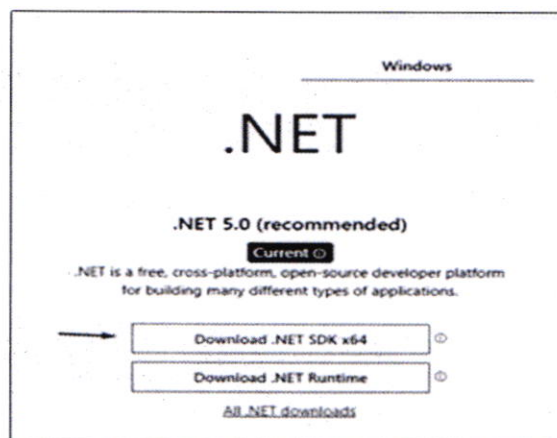 Windows
.NET
.NET 5.0 (recommended)
Current
.NET is a free, cross-platform, open-source developer platform
for building many different types of applications.
Download .NET SDK x64
Download .NET Runtime
All .NET downloads